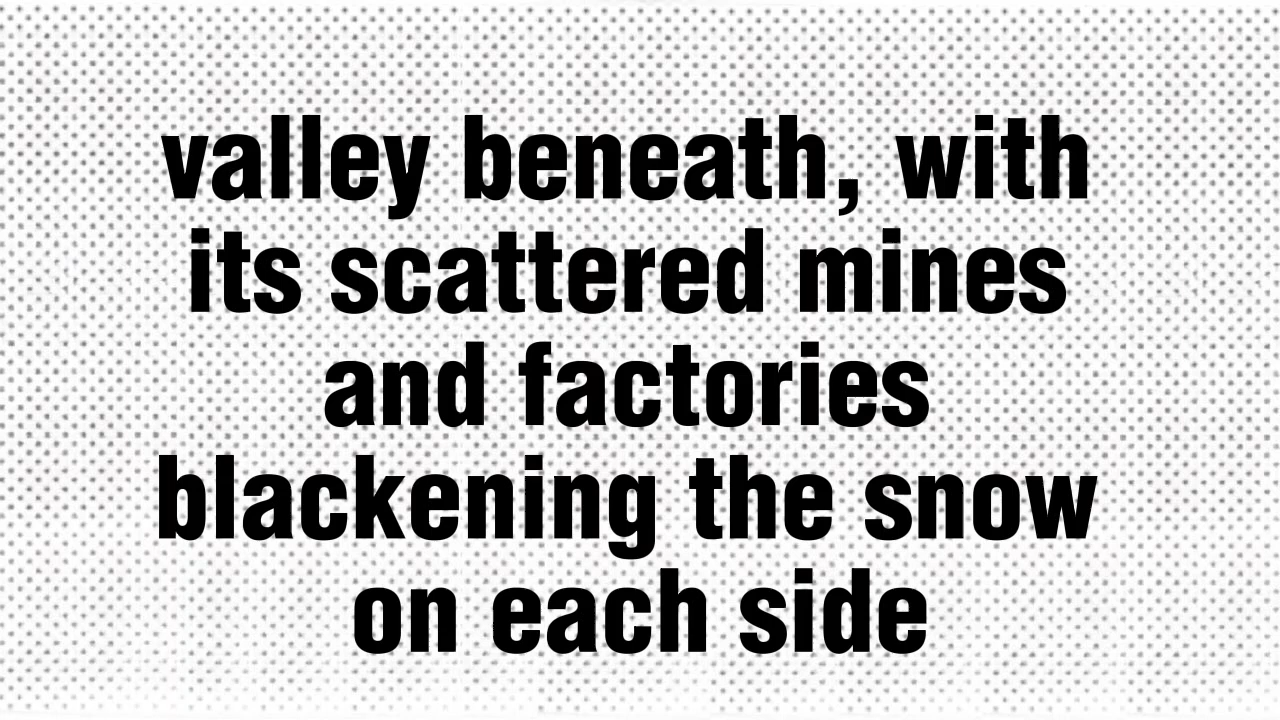 valley beneath, with
its scattered mines
and factories
blackening the snow
on each side